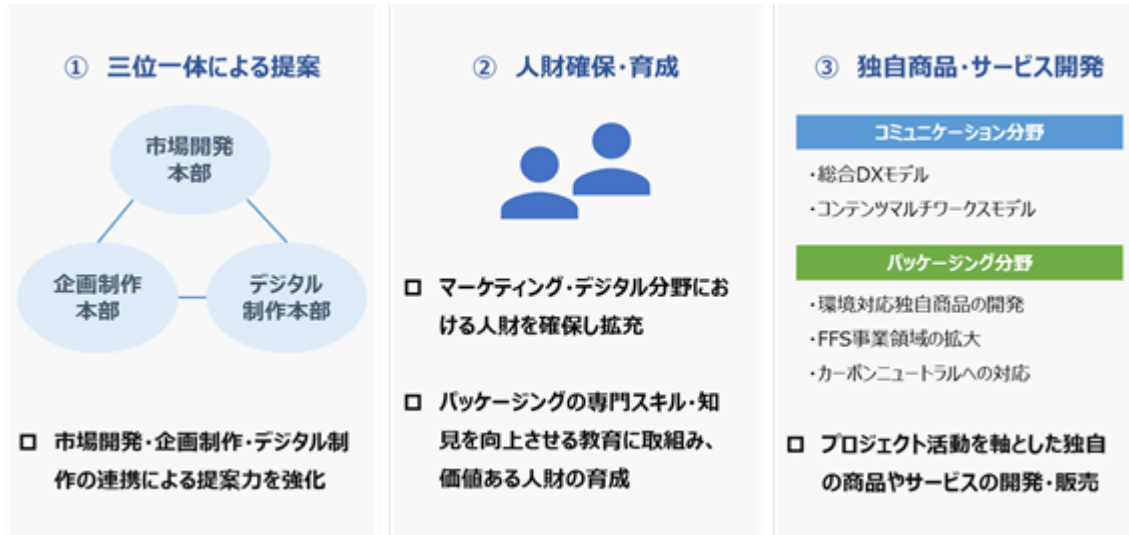 ① 三位一体による提案
市場開発
本部
企画制作
本部
デジタル
制作本部
□ 市場開発・企画制作・デジタル制
作の連携による提案力を強化
② 人財確保・育成
□ マーケティング・デジタル分野にお
ける人財を確保し拡充
□ パッケージングの専門スキル・知
見を向上させる教育に取組み、
価値ある人財の育成
③ 独自商品・サービス開発
コミュニケーション分野
・総合DXモデル
・コンテンツマルチワークスモデル
パッケージング分野
・環境対応独自商品の開発
・FFS事業領域の拡大
・カーボンニュートラルへの対応
□ プロジェクト活動を軸とした独自
の商品やサービスの開発・販売